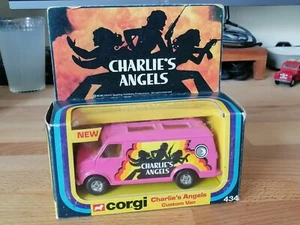 CHARLIE'S
ANGELS
NEW
CHARLIE'S
ANGELS
corgi
Charlie's Angels
Custom Van
434